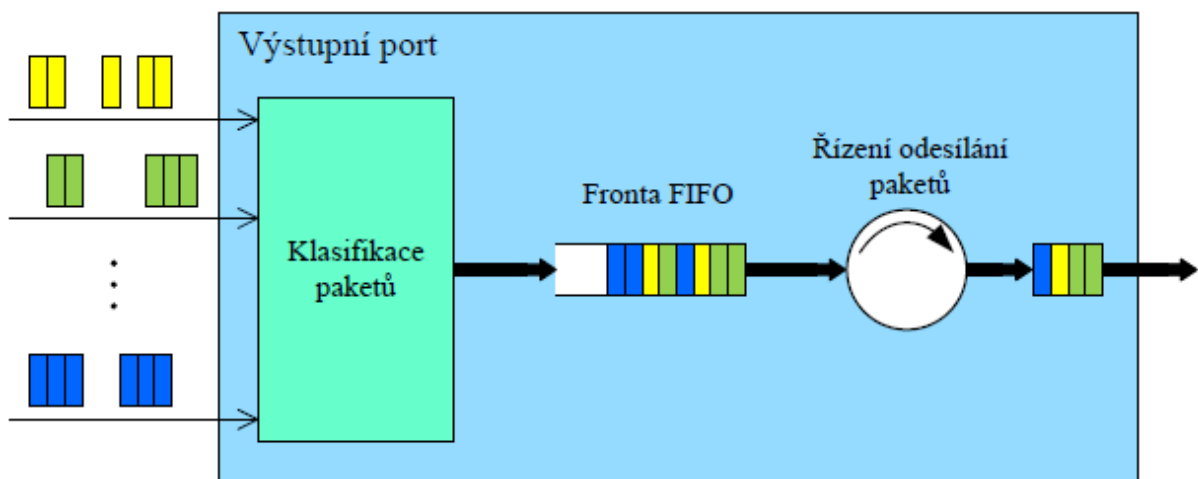 Výstupní port
Řízení odesílání
paketů
Fronta FIFO
Klasifikace
paketů